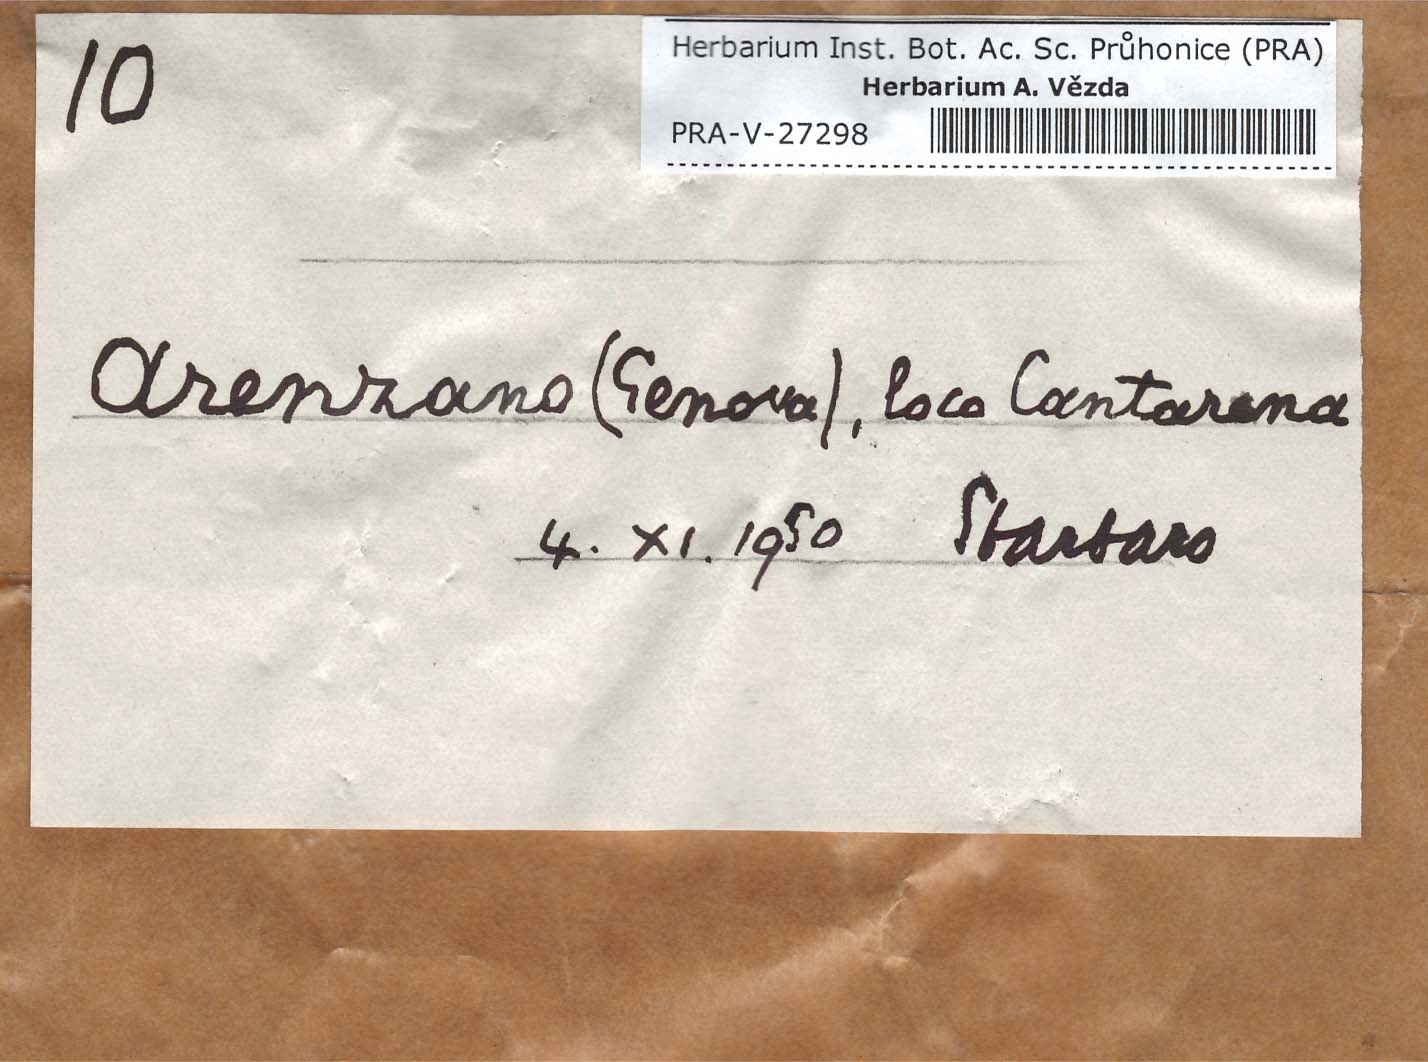 10
Herbarium Inst. Bot. Ac. Sc. Průhonice (PRA)
Herbarium A. Vězda
PRA-V-27298
Arenzano (Genova), loco Cantarena
4. XI. 1950 Sbarbaro